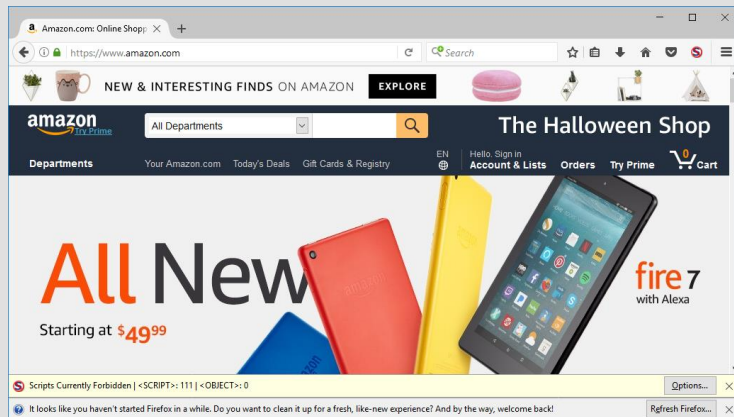 Amazon.com: Online Shopp
https://www.amazon.com
Search
NEW & INTERESTING FINDS ON AMAZON EXPLORE
amazon
Try Prime
All Departments
The Halloween Shop
Departments
Your Amazon.com Today's Deals Gift Cards & Registry
EN
Hello. Sign in
Account & Lists
Orders
Try Prime
0
Cart
All New
Starting at $49.99
fire 7
with Alexa
amazon
amazon
Scripts Currently Forbidden | <SCRIPT>: 111 | <OBJECT>: 0
Options...
It looks like you haven't started Firefox in a while. Do you want to clean it up for a fresh, like-new experience? And by the way, welcome back!
Refresh Firefox...